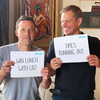 WIN LUNCH
WITH US!
TIME'S
RUNNING OUT